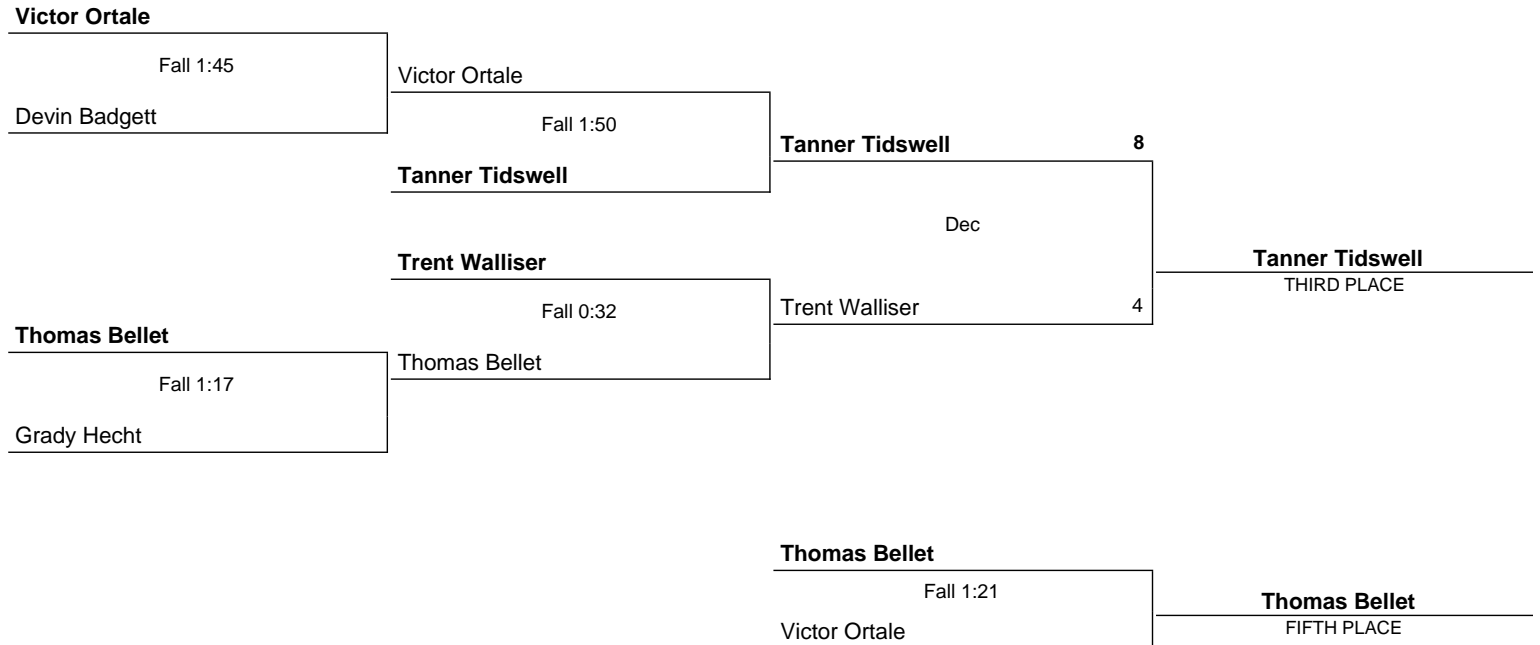 Victor Ortale
Fall 1:45
Devin Badgett
Victor Ortale
Fall 1:50
Tanner Tidswell
Tanner Tidswell 8
Dec
Trent Walliser 4
Trent Walliser
Fall 0:32
Thomas Bellet
Thomas Bellet
Fall 1:17
Grady Hecht
Tanner Tidswell
THIRD PLACE
Thomas Bellet
Fall 1:21
Victor Ortale
Thomas Bellet
FIFTH PLACE